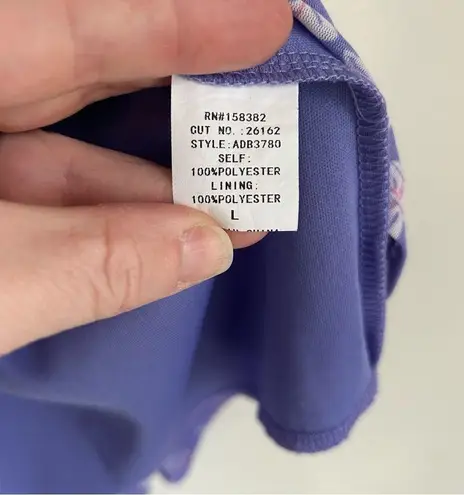 RN#158382
CUT NO.:26162
STYLE:ADB3780
SELF:
100%POLYESTER
LINING:
100%POLYESTER
L